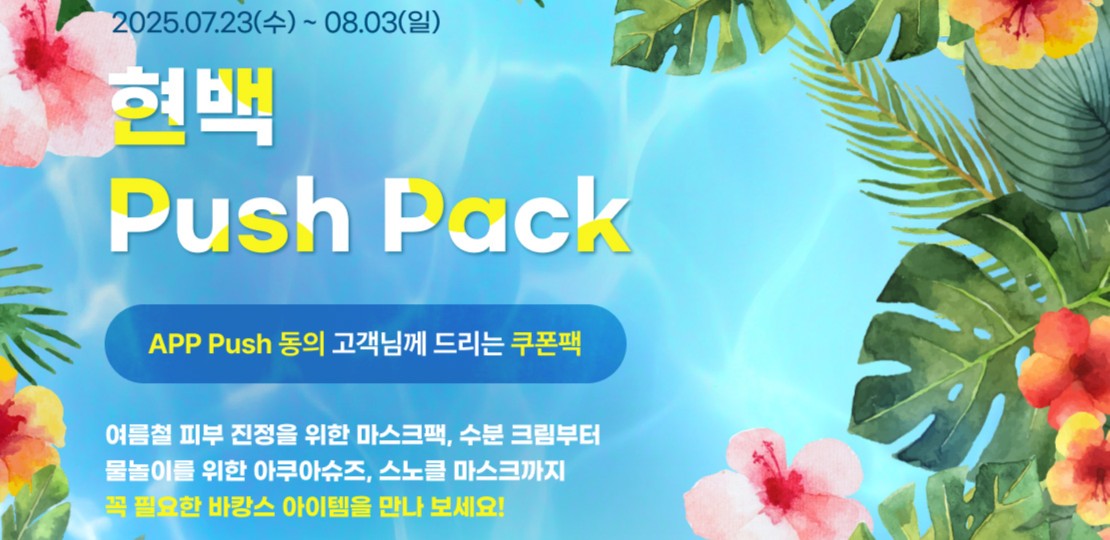 2025.07.23(수) ~ 08.03(일)
현백
Push Pack
APP Push 동의 고객님께 드리는 쿠폰팩
여름철 피부 진정을 위한 마스크팩, 수분 크림부터
물놀이를 위한 아쿠아슈즈, 스노클 마스크까지
꼭 필요한 바캉스 아이템을 만나 보세요!